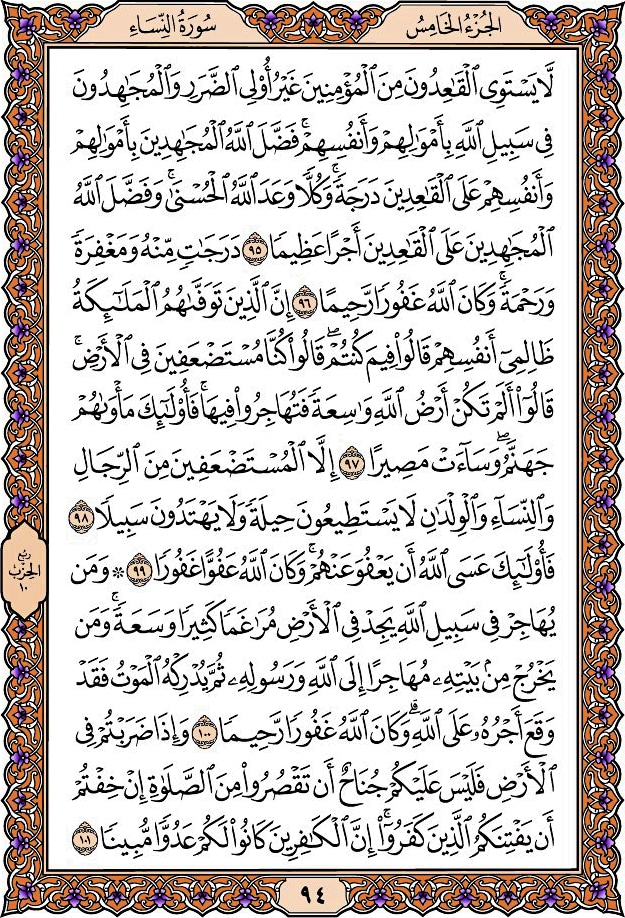 سُورَةُ النِّسَاءِ
الجُزْءُ الخَامِسُ
لَّا يَسْتَوِى الْقَٰعِدُونَ مِنَ الْمُؤْمِنِينَ غَيْرُ أُو۟لِى الضَّرَرِ وَالْمُجَٰهِدُونَ
فِى سَبِيلِ اللَّهِ بِأَمْوَٰلِهِمْ وَأَنفُسِهِمْ ۚ فَضَّلَ اللَّهُ الْمُجَٰهِدِينَ بِأَمْوَٰلِهِمْ
وَأَنفُسِهِمْ عَلَى الْقَٰعِدِينَ دَرَجَةً ۚ وَكُلًّا وَعَدَ اللَّهُ الْحُسْنَىٰ ۚ وَفَضَّلَ اللَّهُ
الْمُجَٰهِدِينَ عَلَى الْقَٰعِدِينَ أَجْرًا عَظِيمًا ٩٥ دَرَجَٰتٍ مِّنْهُ وَمَغْفِرَةً
وَرَحْمَةً ۚ وَكَانَ اللَّهُ غَفُورًا رَّحِيمًا ٩٦ إِنَّ الَّذِينَ تَوَفَّىٰهُمُ الْمَلَٰٓئِكَةُ
ظَالِمِىٓ أَنفُسِهِمْ قَالُوا۟ فِيمَ كُنتُمْ ۖ قَالُوا۟ كُنَّا مُسْتَضْعَفِينَ فِى الْأَرْضِ ۚ
قَالُوٓا۟ أَلَمْ تَكُنْ أَرْضُ اللَّهِ وَٰسِعَةً فَتُهَاجِرُوا۟ فِيهَا ۚ فَأُو۟لَٰٓئِكَ مَأْوَىٰهُمْ
جَهَنَّمُ ۖ وَسَآءَتْ مَصِيرًا ٩٧ إِلَّا الْمُسْتَضْعَفِينَ مِنَ الرِّجَالِ
وَالنِّسَآءِ وَالْوِلْدَٰنِ لَا يَسْتَطِيعُونَ حِيلَةً وَلَا يَهْتَدُونَ سَبِيلًا ٩٨
فَأُو۟لَٰٓئِكَ عَسَى اللَّهُ أَن يَعْفُوَ عَنْهُمْ ۚ وَكَانَ اللَّهُ عَفُوًّا غَفُورًا ٩٩ ۞ وَمَن
يُهَاجِرْ فِى سَبِيلِ اللَّهِ يَجِدْ فِى الْأَرْضِ مُرَٰغَمًا كَثِيرًا وَسَعَةً ۚ وَمَن
يَخْرُجْ مِنۢ بَيْتِهِۦ مُهَاجِرًا إِلَى اللَّهِ وَرَسُولِهِۦ ثُمَّ يُدْرِكْهُ الْمَوْتُ فَقَدْ
وَقَعَ أَجْرُهُۥ عَلَى اللَّهِ ۗ وَكَانَ اللَّهُ غَفُورًا رَّحِيمًا ١٠٠ وَإِذَا ضَرَبْتُمْ فِى
الْأَرْضِ فَلَيْسَ عَلَيْكُمْ جُنَاحٌ أَن تَقْصُرُوا۟ مِنَ الصَّلَوٰةِ إِنْ خِفْتُمْ
أَن يَفْتِنَكُمُ الَّذِينَ كَفَرُوٓا۟ ۚ إِنَّ الْكَٰفِرِينَ كَانُوا۟ لَكُمْ عَدُوًّا مُّبِينًا ١٠١
ربع
الحزب
١٠
٩٤